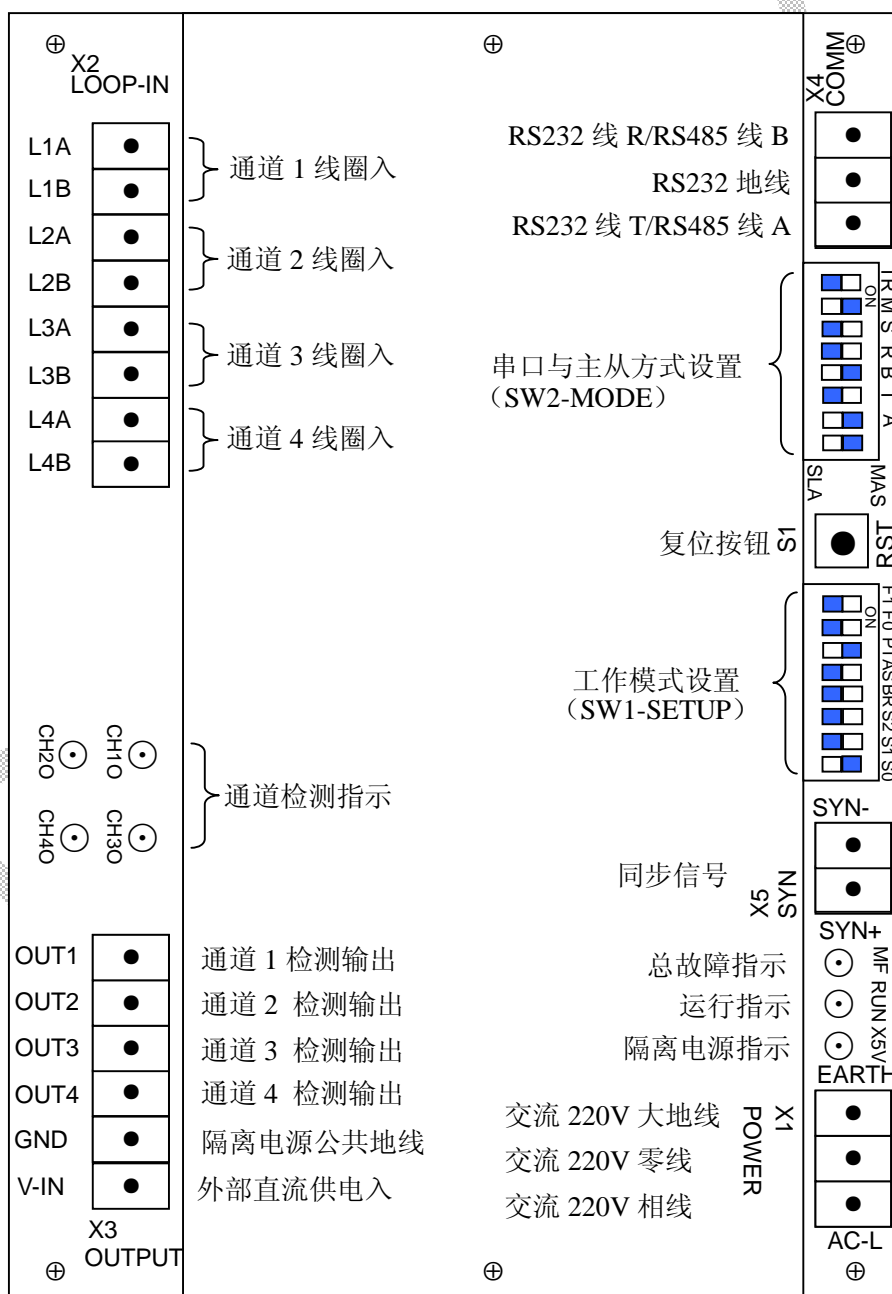 X2
LOOP-IN
L1A
L1B
通道 1 线圈入
L2A
L2B
通道 2 线圈入
L3A
L3B
通道 3 线圈入
L4A
L4B
通道 4 线圈入
CH2O
CH1O
CH4O
CH3O
通道检测指示
OUT1
通道 1 检测输出
OUT2
通道 2 检测输出
OUT3
通道 3 检测输出
OUT4
通道 4 检测输出
GND
隔离电源公共地线
V-IN
外部直流供电入
X3
OUTPUT
X4
COMM
RS232 线 R/RS485 线 B
RS232 地线
RS232 线 T/RS485 线 A
串口与主从方式设置
（SW2-MODE）
ON
M S R B T A
SLA
MAS
复位按钮
S1
RST
工作模式设置
（SW1-SETUP）
ON
F1 F0 PT AS BR S2 S1 S0
SYN-
同步信号
X5
SYN
SYN+
总故障指示
MF
运行指示
RUN
隔离电源指示
X5V
EARTH
X1
POWER
交流 220V 大地线
交流 220V 零线
交流 220V 相线
AC-L